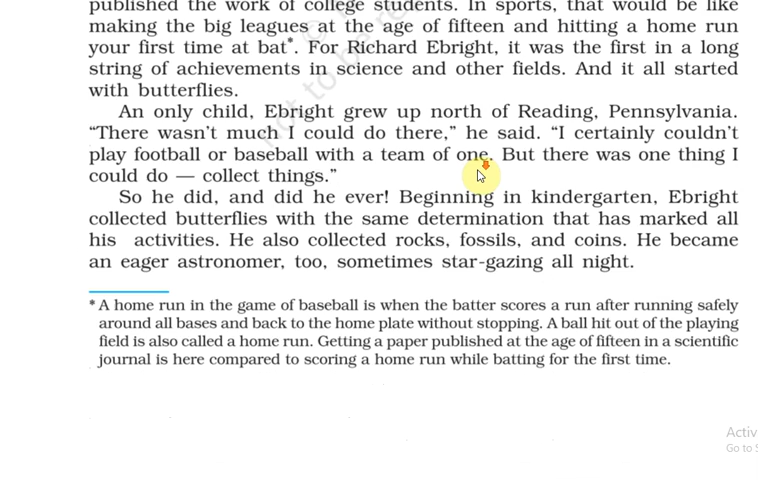 published the work of college students. In sports, that would be like
making the big leagues at the age of fifteen and hitting a home run
your first time at bat*. For Richard Ebright, it was the first in a long
string of achievements in science and other fields. And it all started
with butterflies.
An only child, Ebright grew up north of Reading, Pennsylvania.
“There wasn’t much I could do there,” he said. “I certainly couldn’t
play football or baseball with a team of one. But there was one thing I
could do — collect things.”
So he did, and did he ever! Beginning in kindergarten, Ebright
collected butterflies with the same determination that has marked all
his activities. He also collected rocks, fossils, and coins. He became
an eager astronomer, too, sometimes star-gazing all night.
* A home run in the game of baseball is when the batter scores a run after running safely
around all bases and back to the home plate without stopping. A ball hit out of the playing
field is also called a home run. Getting a paper published at the age of fifteen in a scientific
journal is here compared to scoring a home run while batting for the first time.
Activ
Go to